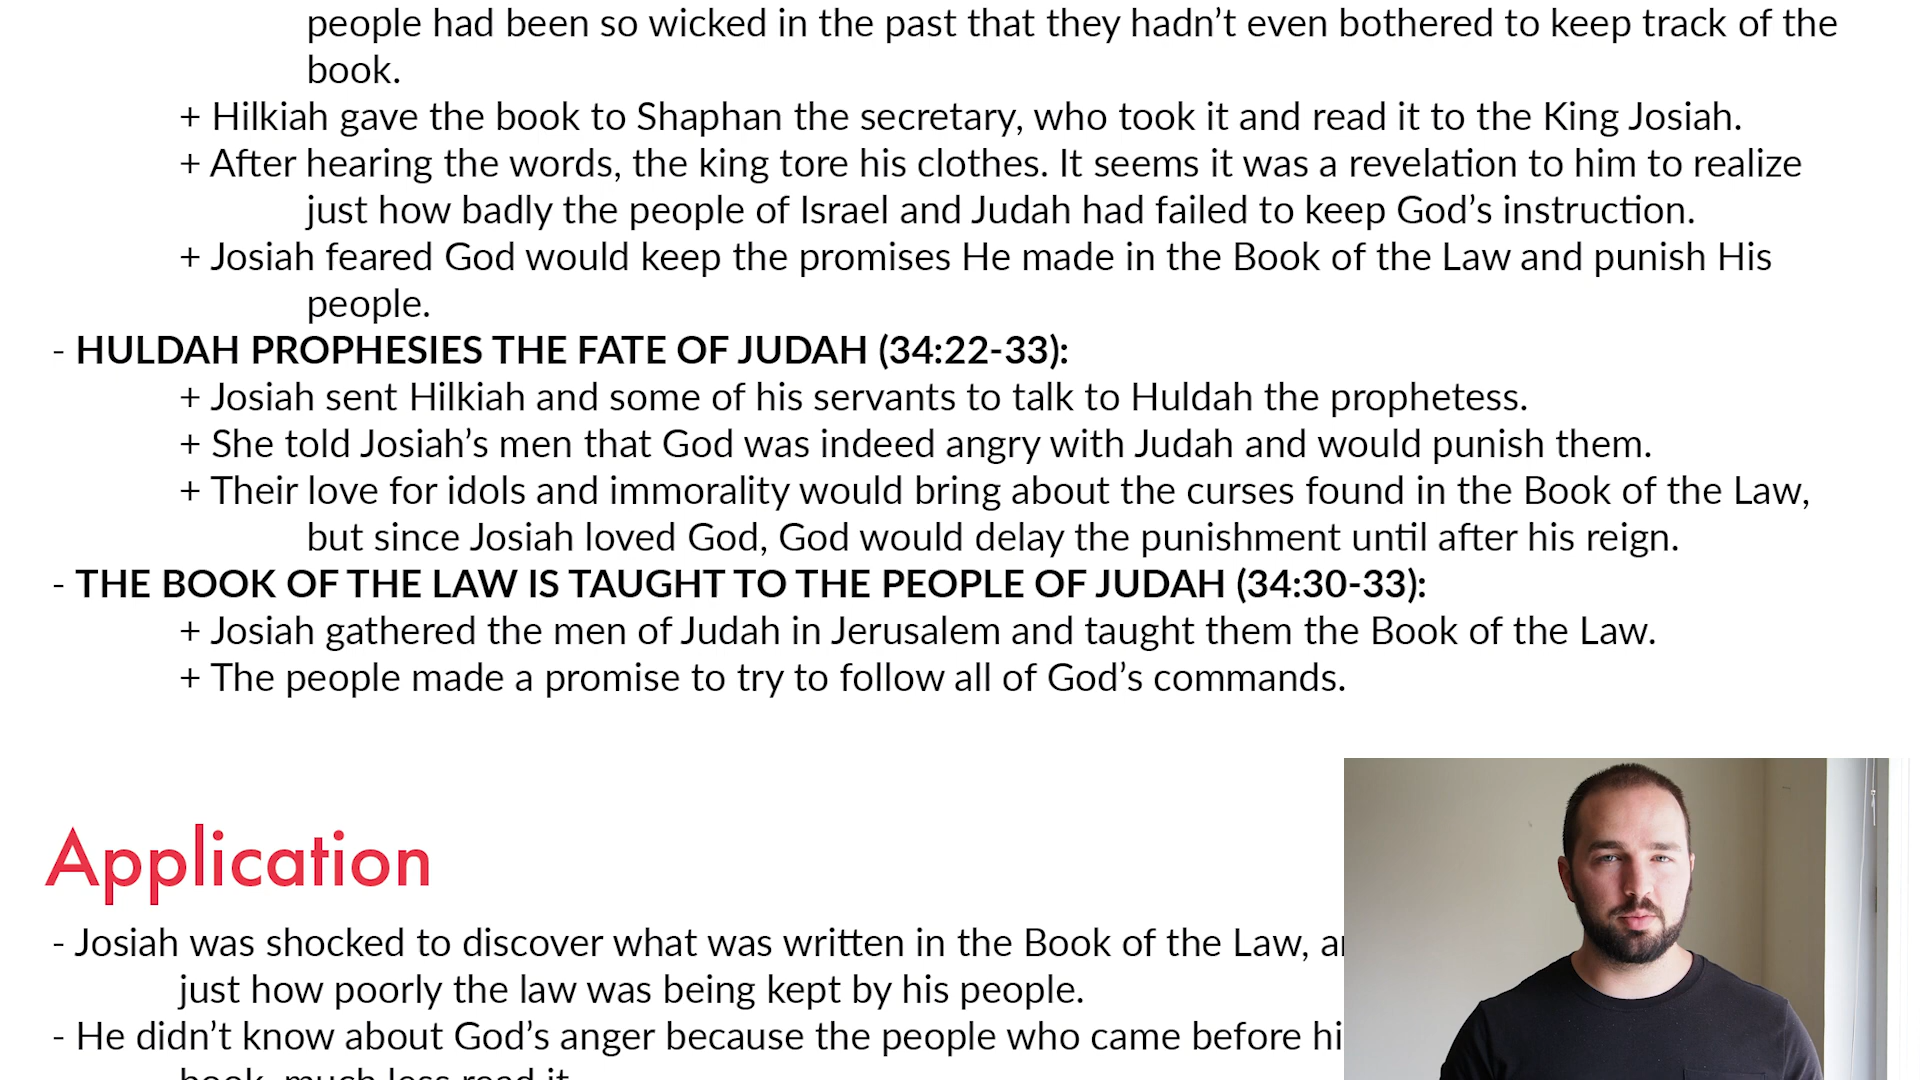 people had been so wicked in the past that they hadn’t even bothered to keep track of the
book.
+ Hilkiah gave the book to Shaphan the secretary, who took it and read it to the King Josiah.
+ After hearing the words, the king tore his clothes. It seems it was a revelation to him to realize
just how badly the people of Israel and Judah had failed to keep God’s instruction.
+ Josiah feared God would keep the promises He made in the Book of the Law and punish His
people.
- HULDAH PROPHESIES THE FATE OF JUDAH (34:22-33):
+ Josiah sent Hilkiah and some of his servants to talk to Huldah the prophetess.
+ She told Josiah’s men that God was indeed angry with Judah and would punish them.
+ Their love for idols and immorality would bring about the curses found in the Book of the Law,
but since Josiah loved God, God would delay the punishment until after his reign.
- THE BOOK OF THE LAW IS TAUGHT TO THE PEOPLE OF JUDAH (34:30-33):
+ Josiah gathered the men of Judah in Jerusalem and taught them the Book of the Law.
+ The people made a promise to try to follow all of God’s commands.
Application
- Josiah was shocked to discover what was written in the Book of the Law,
just how poorly the law was being kept by his people.
- He didn’t know about God’s anger because the people who came before
book, much less read it.